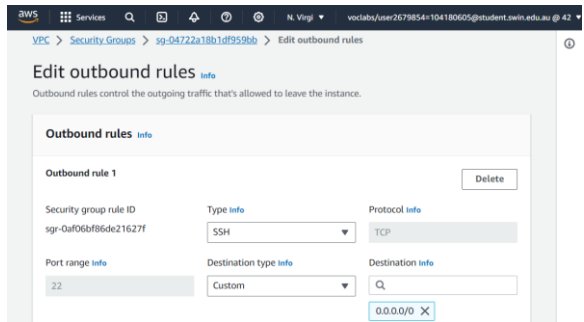 aws Services N. Virgi voclabs/user2679854=104180605@student.swin.edu.au @ 42
VPC > Security Groups > sg-04722a18b1df959bb > Edit outbound rules
Edit outbound rules Info
Outbound rules control the outgoing traffic that's allowed to leave the instance.
Outbound rules Info
Outbound rule 1 Delete
Security group rule ID Type Info Protocol Info
sgr-0af06bf86de21627f SSH TCP
Port range Info Destination type Info Destination Info
22 Custom
0.0.0.0/0 X